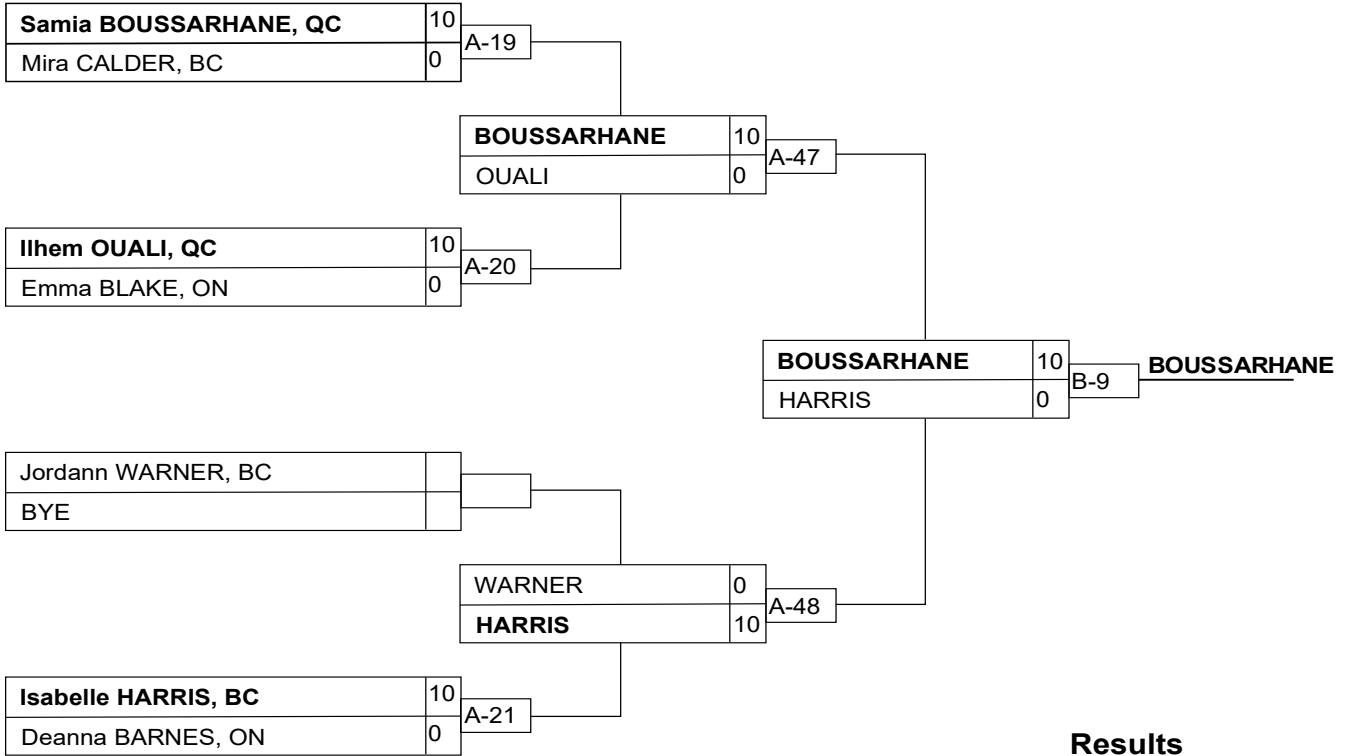 Samia BOUSSARHANE, QC 10
A-19
Mira CALDER, BC 0
BOUSSARHANE 10
A-47
OUALI 0
Ilhem OUALI, QC 10
A-20
Emma BLAKE, ON 0
BOUSSARHANE 10
B-9 BOUSSARHANE
HARRIS 0
Jordann WARNER, BC
BYE
WARNER 0
A-48
HARRIS 10
Isabelle HARRIS, BC 10
A-21
Deanna BARNES, ON 0
Results